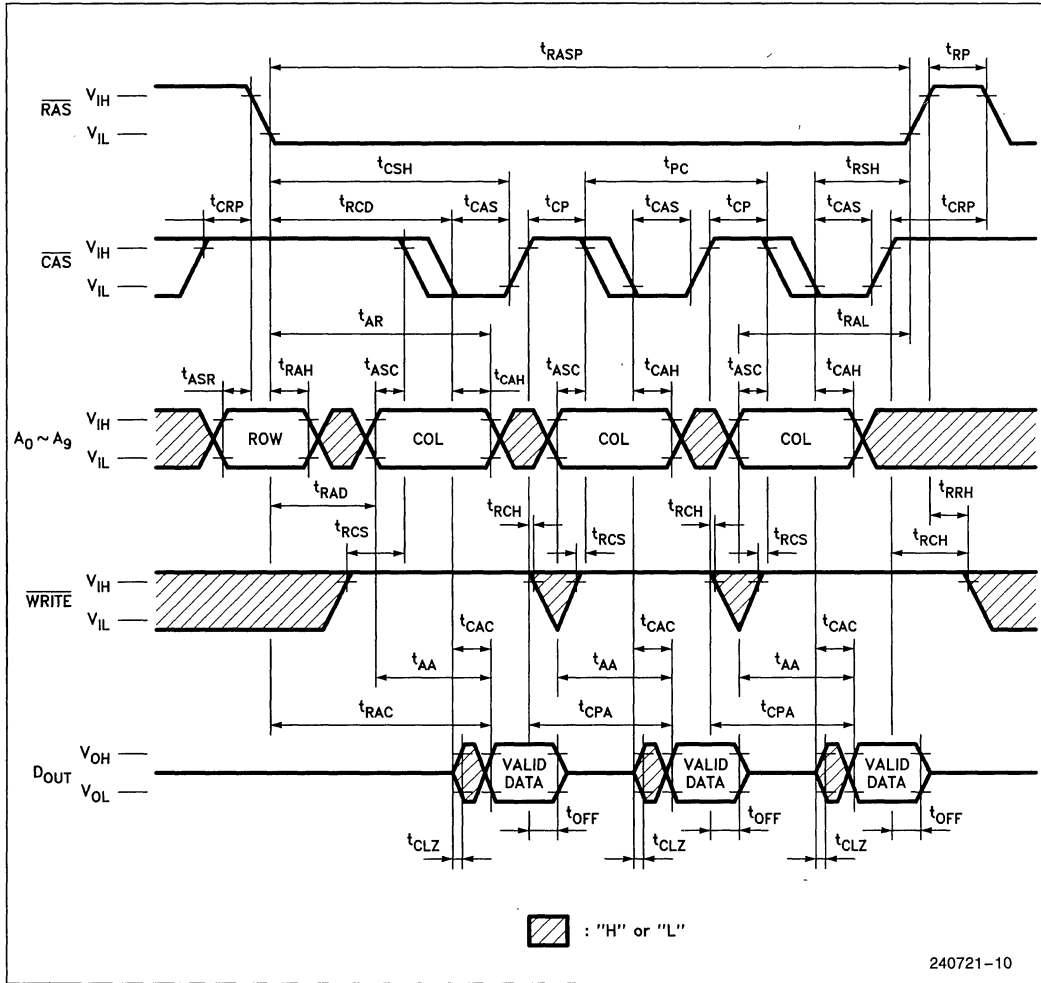 tRASP
tRP
RAS
VIH
VIL
tCSH
tPC
tRSH
tCRP
tRCD
tCAS
tCP
tCAS
tCP
tCAS
tCRP
CAS
VIH
VIL
tAR
tRAL
tASR
tRAH
tASC
tCAH
tASC
tCAH
tASC
tCAH
A0 ~ A9
VIH
VIL
ROW
COL
COL
COL
tRAD
tRCH
tRCH
tRRH
tRCS
tRCS
tRCS
tRCH
WRITE
VIH
VIL
tCAC
tCAC
tCAC
tAA
tAA
tAA
tRAC
tCPA
tCPA
DOUT
VOH
VOL
VALID
DATA
VALID
DATA
VALID
DATA
tOFF
tOFF
tOFF
tCLZ
tCLZ
tCLZ
: "H" or "L"
240721-10